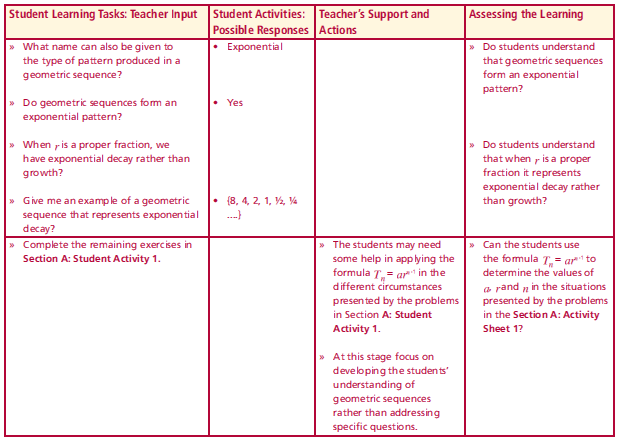 Student Learning Tasks: Teacher Input
Student Activities:
Possible Responses
Teacher's Support and
Actions
Assessing the Learning
» What name can also be given to
the type of pattern produced in a
geometric sequence?
» Do geometric sequences form an
exponential pattern?
» When r is a proper fraction, we
have exponential decay rather than
growth?
» Give me an example of a geometric
sequence that represents exponential
decay?
• Exponential
• Yes
• {8, 4, 2, 1, ½, ¼
....}
» Do students understand
that geometric sequences
form an exponential
pattern?
» Do students understand
that when r is a proper
fraction it represents
exponential decay rather
than growth?
» Complete the remaining exercises in
Section A: Student Activity 1.
» The students may need
some help in applying the
formula Tₙ = arⁿ⁻¹ in the
different circumstances
presented by the problems
in Section A: Student
Activity 1.
» At this stage focus on
developing the students'
understanding of
geometric sequences
rather than addressing
specific questions.
» Can the students use
the formula Tₙ = arⁿ⁻¹ to
determine the values of
a, r and n in the situations
presented by the problems
in the Section A: Activity
Sheet 1?